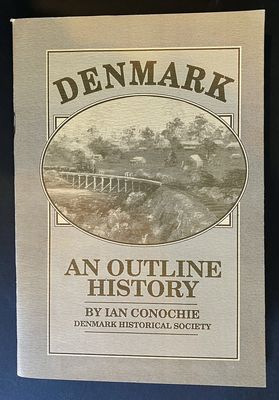 DENMARK
AN OUTLINE
HISTORY
BY IAN CONOCHIE
DENMARK HISTORICAL SOCIETY